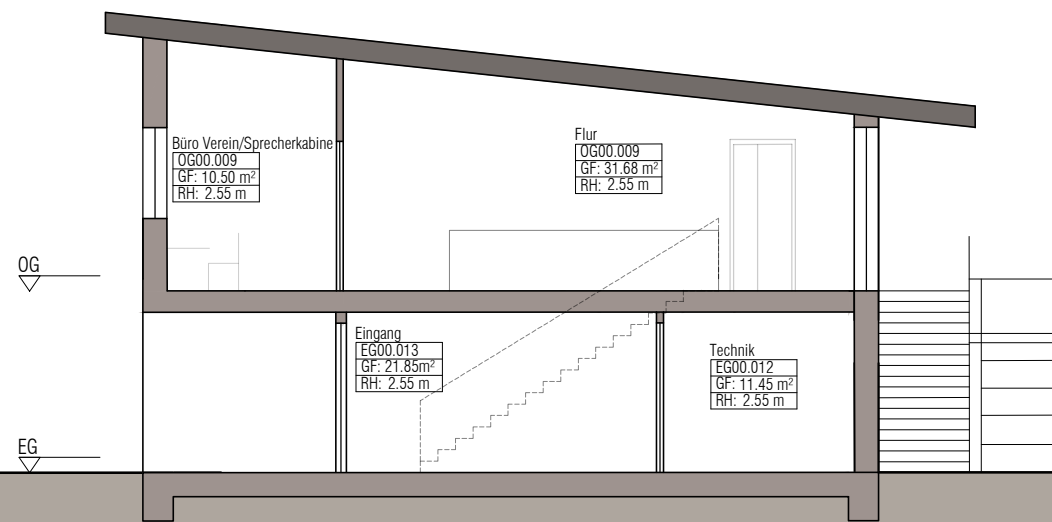 Büro Verein/Sprecherkabine
OG00.009
GF: 10.50 m²
RH: 2.55 m
Flur
OG00.009
GF: 31.68 m²
RH: 2.55 m
OG
Eingang
EG00.013
GF: 21.85m²
RH: 2.55 m
Technik
EG00.012
GF: 11.45 m²
RH: 2.55 m
EG